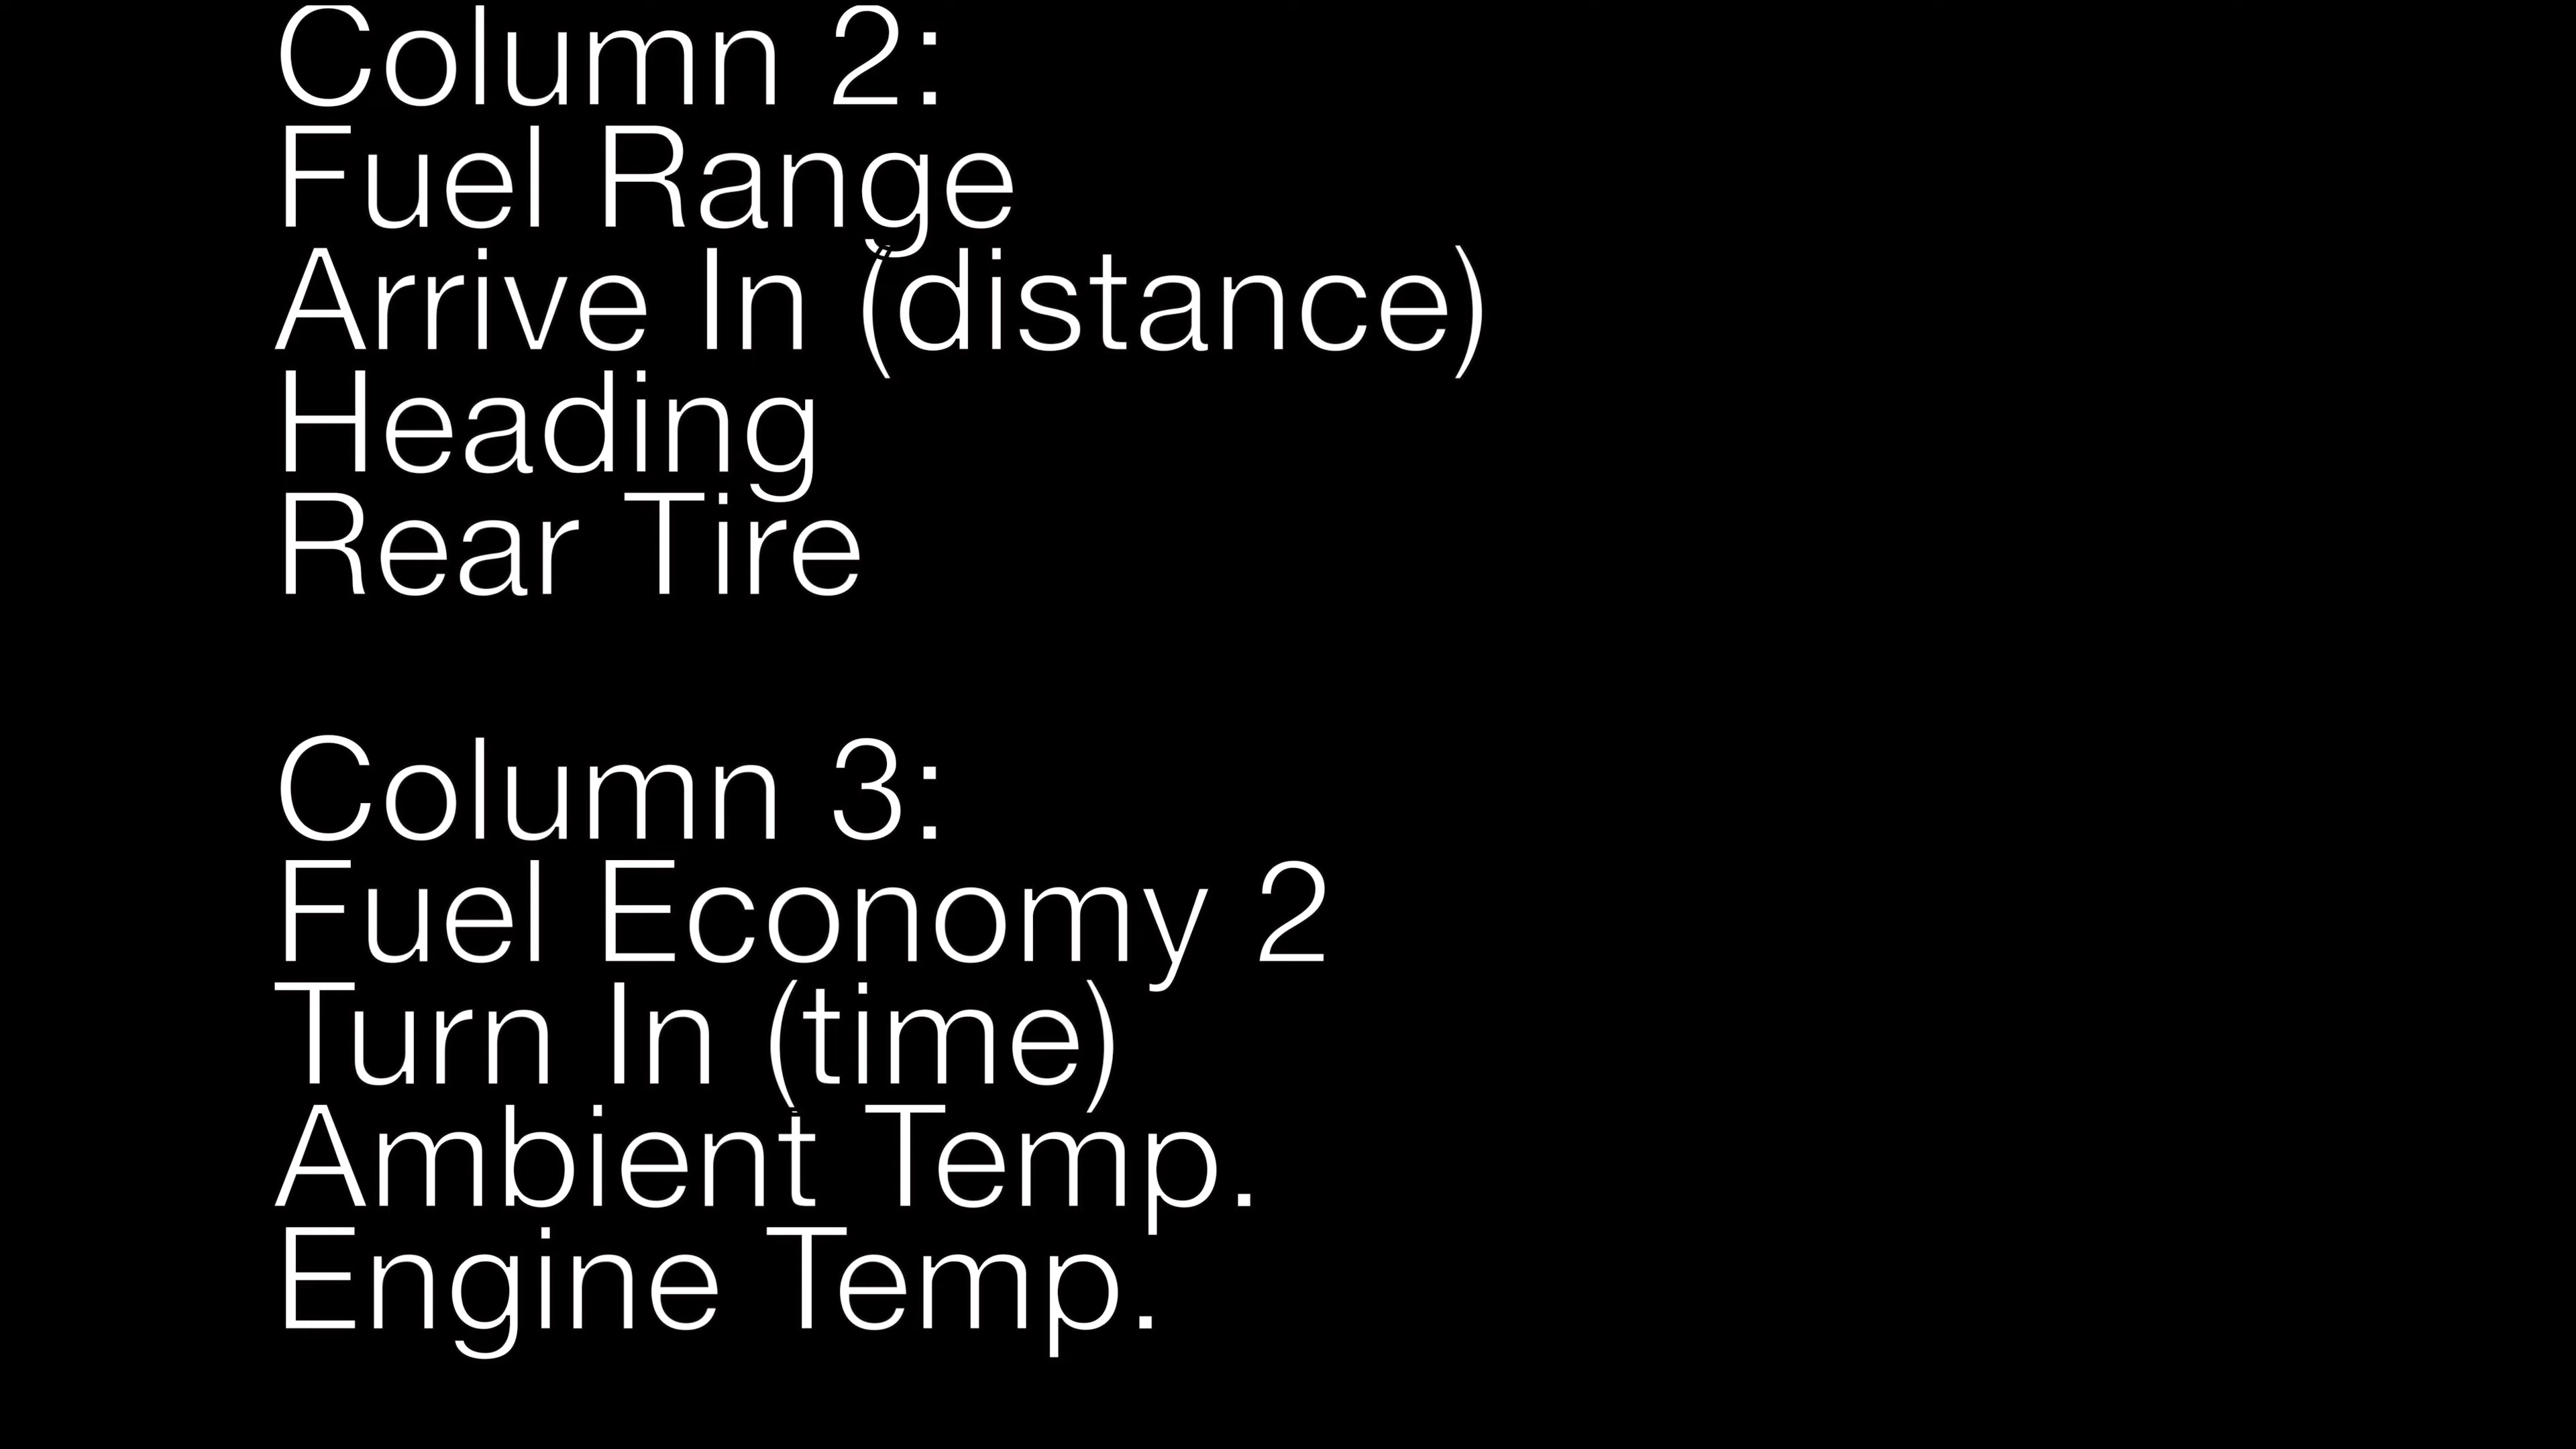 Column 2:
Fuel Range
Arrive In (distance)
Heading
Rear Tire
Column 3:
Fuel Economy 2
Turn In (time)
Ambient Temp.
Engine Temp.